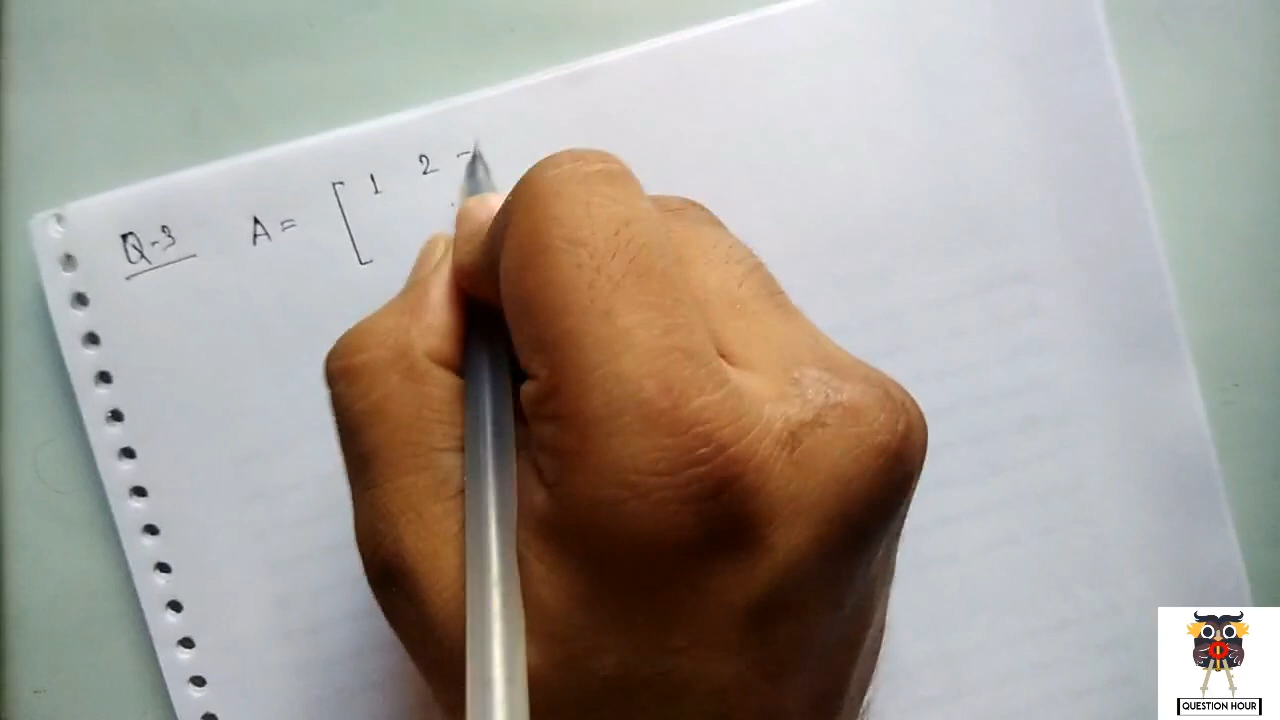 Q-3 A = [ 1 2 -
QUESTION HOUR